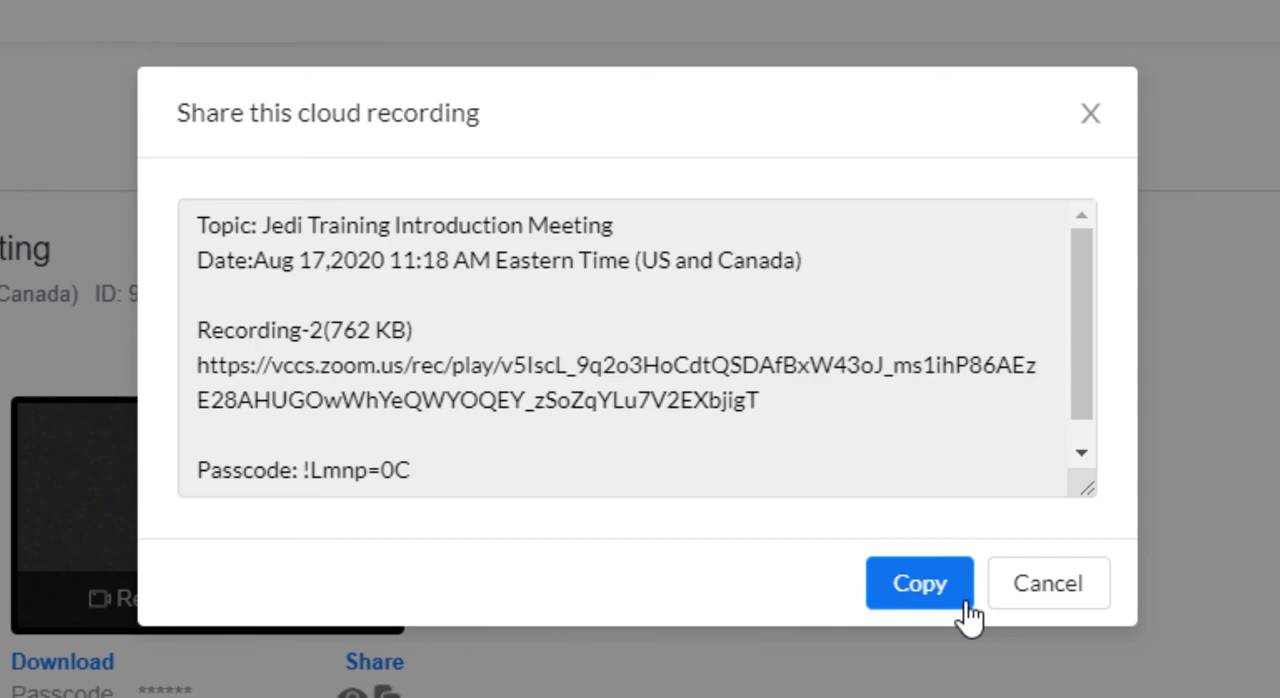 Share this cloud recording
Topic: Jedi Training Introduction Meeting
Date:Aug 17,2020 11:18 AM Eastern Time (US and Canada)
Recording-2(762 KB)
https://vccs.zoom.us/rec/play/v5IscL_9q2o3HoCdtQSDAfBxW43oJ_ms1ihP86AEz
E28AHUGOwWhYeQWYOQEY_zSoZqYLu7V2EXbjigT
Passcode: !Lmnp=0C
Copy Cancel
ting
Canada) ID: 9
Re
Download Share
Passcode ******